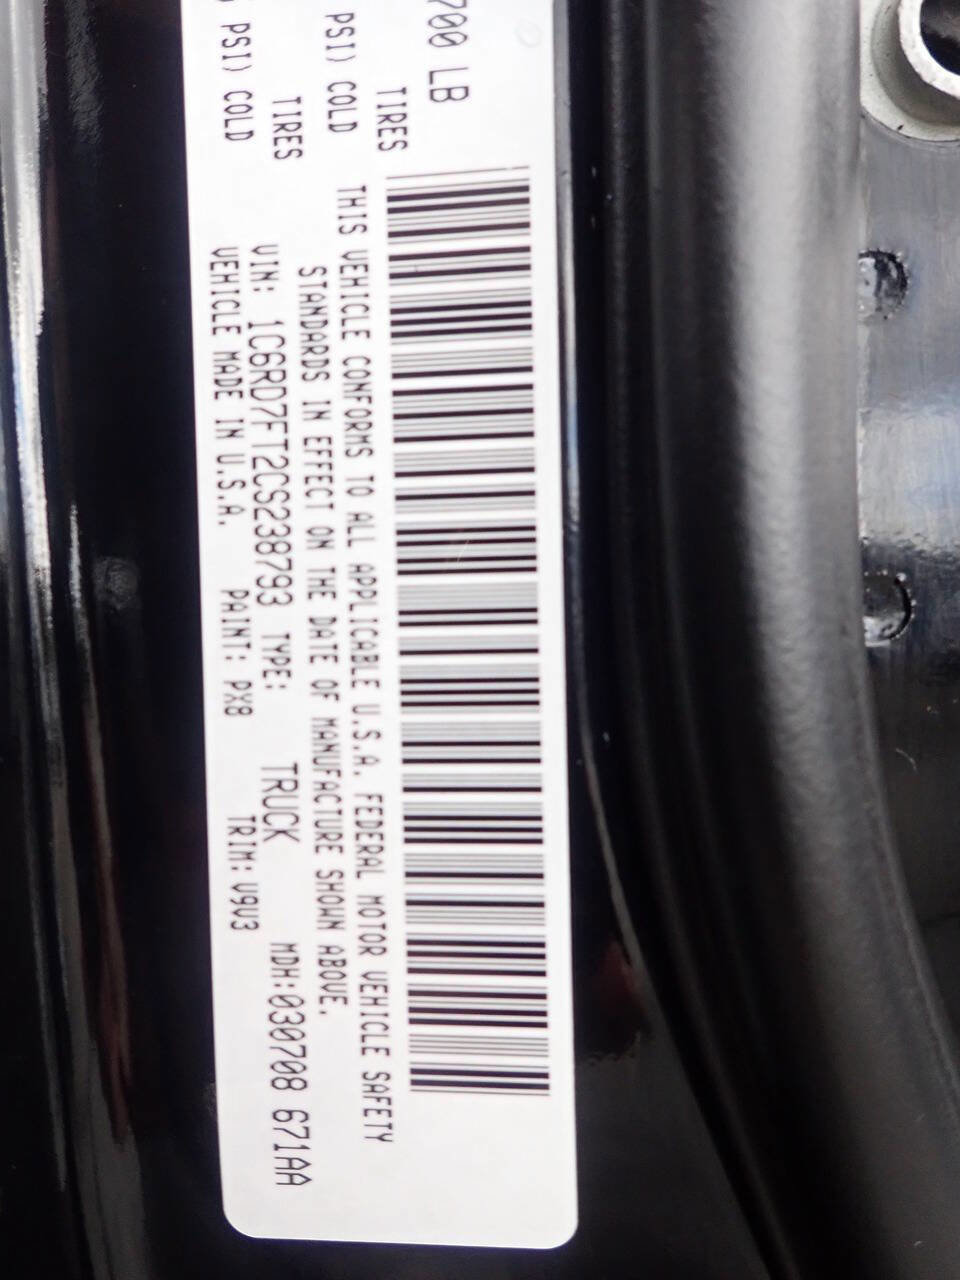 700 LB
TIRES
PSI) COLD
TIRES
PSI) COLD
THIS VEHICLE CONFORMS TO ALL APPLICABLE U.S.A. FEDERAL MOTOR VEHICLE SAFETY
STANDARDS IN EFFECT ON THE DATE OF MANUFACTURE SHOWN ABOVE.
VIN: 1C6RD7FT2CS238793 TYPE: TRUCK MDH:030708 671AA
VEHICLE MADE IN U.S.A. PAINT: PX8 TRIM: V9V3